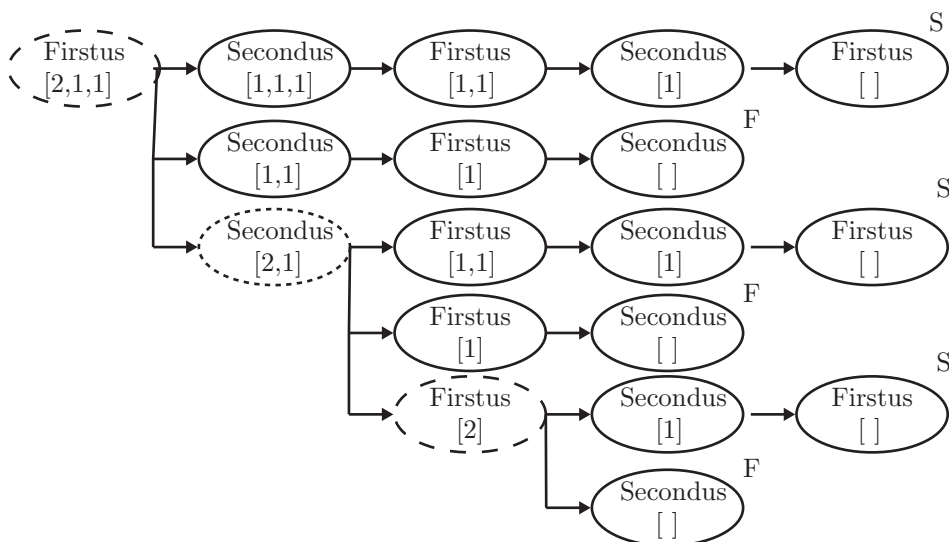 S
Firstus
[2,1,1]
Secondus
[1,1,1]
Firstus
[1,1]
Secondus
[1]
Firstus
[ ]
F
Secondus
[1,1]
Firstus
[1]
Secondus
[ ]
S
Secondus
[2,1]
Firstus
[1,1]
Secondus
[1]
Firstus
[ ]
F
Firstus
[1]
Secondus
[ ]
S
Firstus
[2]
Secondus
[1]
Firstus
[ ]
F
Secondus
[ ]